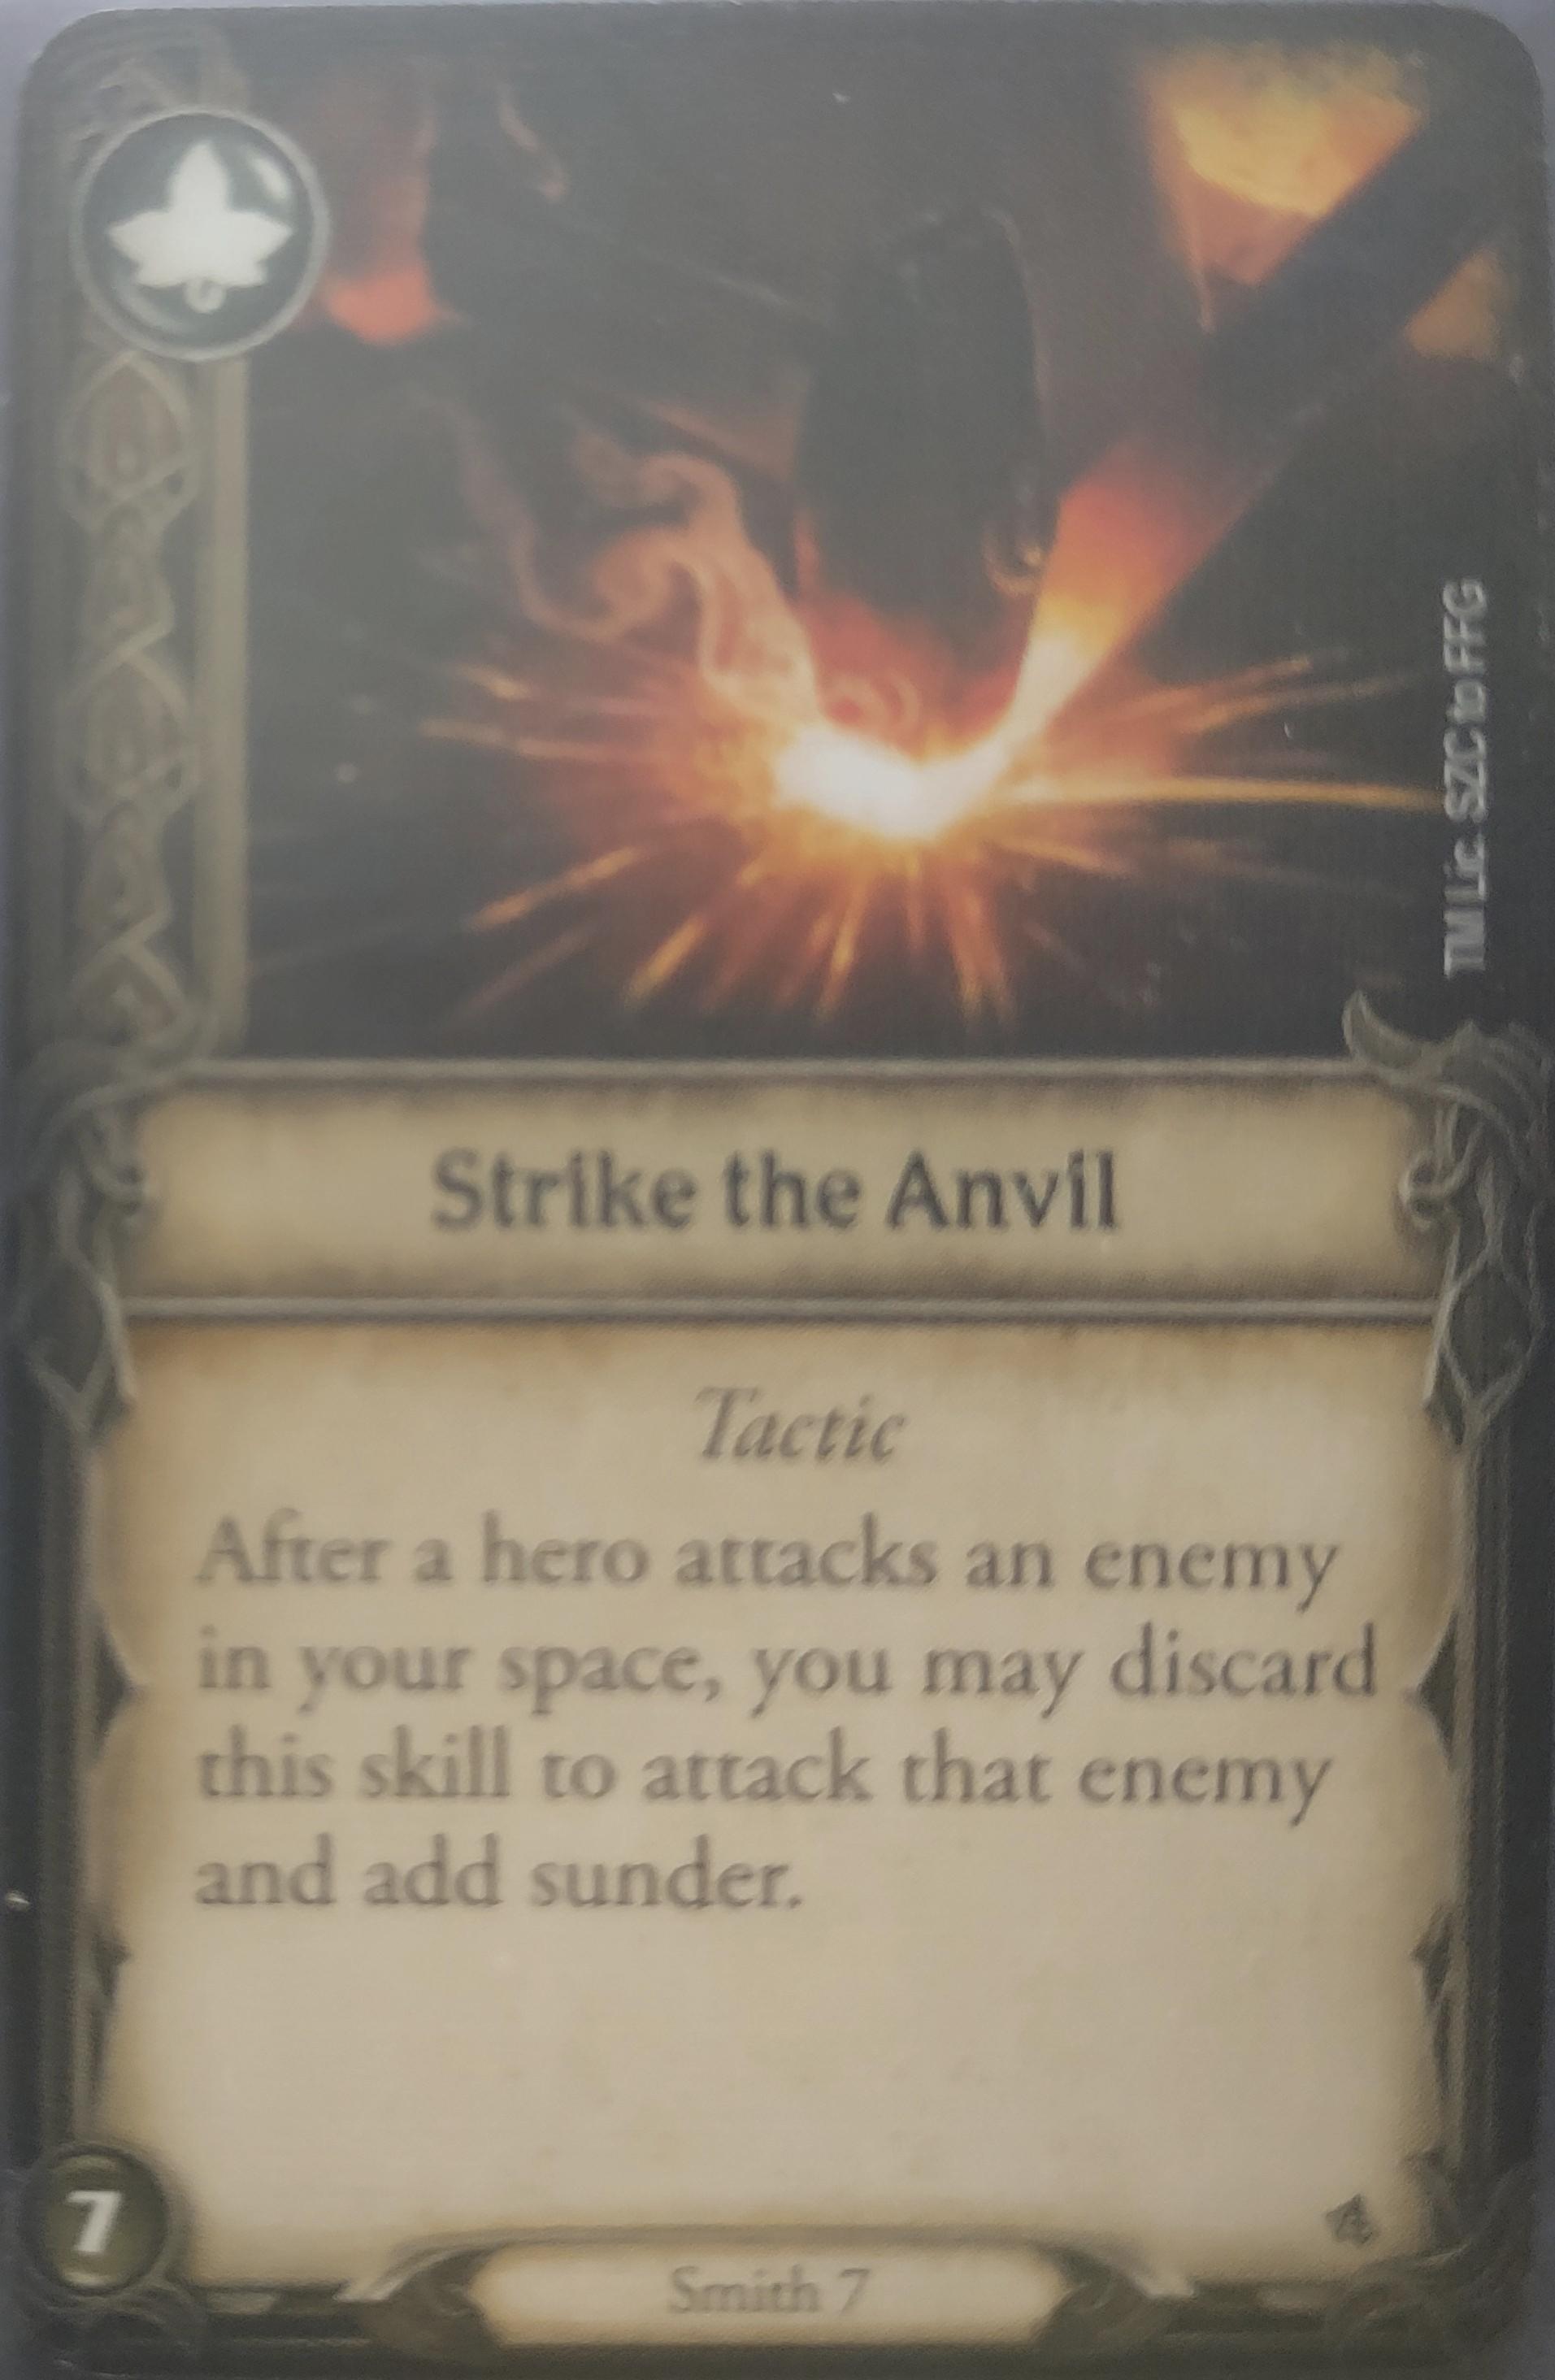 TM Lic. SZC to FFG
Strike the Anvil
Tactic
After a hero attacks an enemy
in your space, you may discard
this skill to attack that enemy
and add sunder.
7
Smith 7